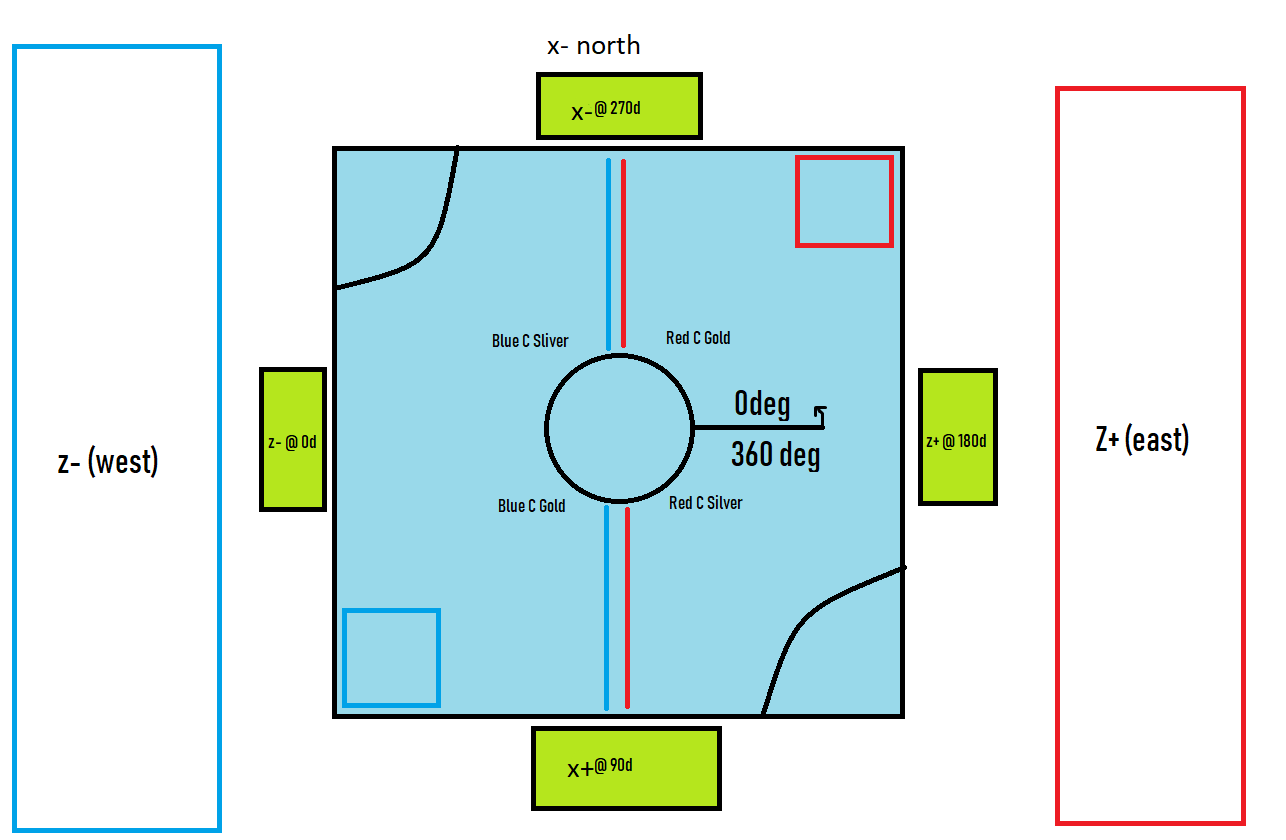 x- north
x-@ 270d
Blue C Sliver
Red C Gold
0deg
z- (west)
z- @ 0d
360 deg
z+ @ 180d
Z+ (east)
Blue C Gold
Red C Silver
x+@ 90d